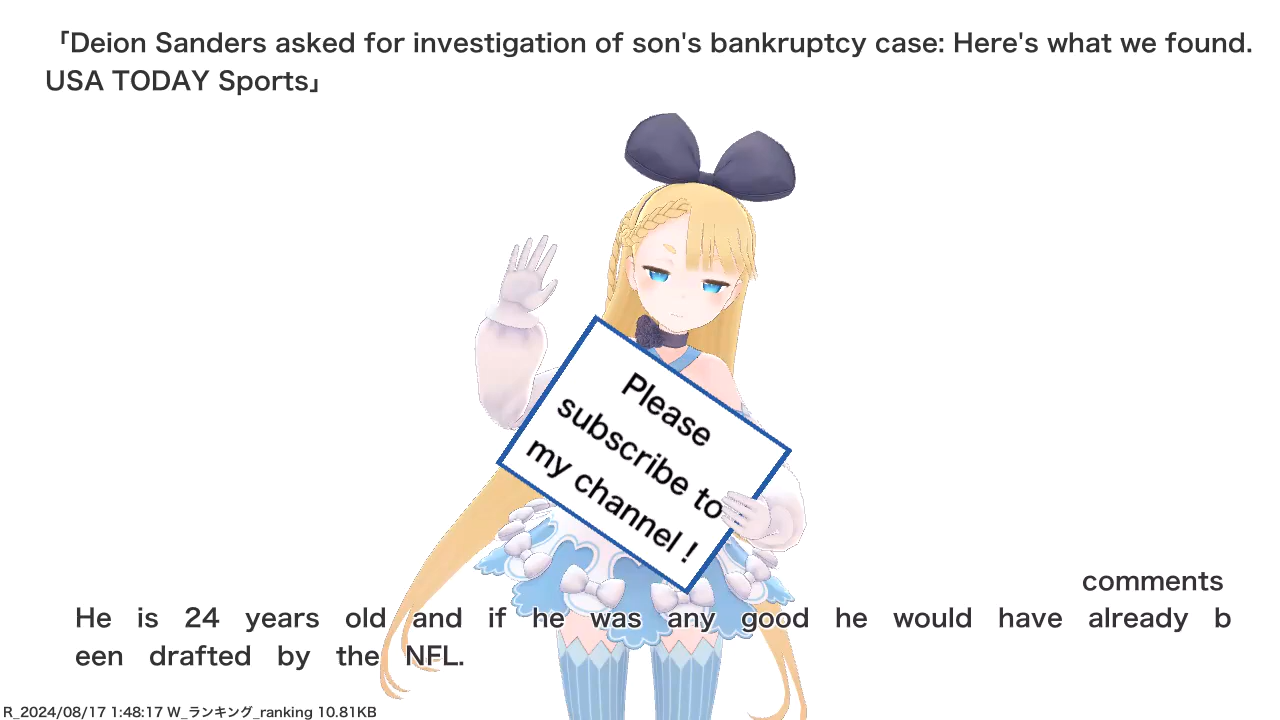 「Deion Sanders asked for investigation of son's bankruptcy case: Here's what we found.
USA TODAY Sports」
Please
subscribe to
my channel !
comments
He is 24 years old and if he was any good he would have already b
een drafted by the NFL.
R_2024/08/17 1:48:17 W_ランキング_ranking 10.81KB